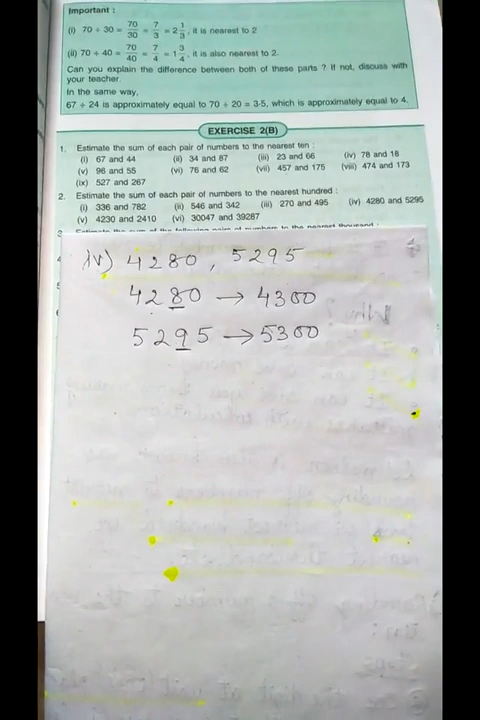 Important :
(i) 70 ÷ 30 = 70/30 = 7/3 = 2 1/3, it is nearest to 2
(ii) 70 ÷ 40 = 70/40 = 7/4 = 1 3/4, it is also nearest to 2.
Can you explain the difference between both of these parts ? If not, discuss with
your teacher.
In the same way,
67 ÷ 24 is approximately equal to 70 ÷ 20 = 3·5, which is approximately equal to 4.
EXERCISE 2(B)
1. Estimate the sum of each pair of numbers to the nearest ten :
(i) 67 and 44 (ii) 34 and 87 (iii) 23 and 66 (iv) 78 and 18
(v) 96 and 55 (vi) 76 and 62 (vii) 457 and 175 (viii) 474 and 173
(ix) 527 and 267
2. Estimate the sum of each pair of numbers to the nearest hundred :
(i) 336 and 782 (ii) 546 and 342 (iii) 270 and 495 (iv) 4280 and 5295
(v) 4230 and 2410 (vi) 30047 and 39287
3
iv) 4280, 5295
4280 → 4300
5295 → 5300